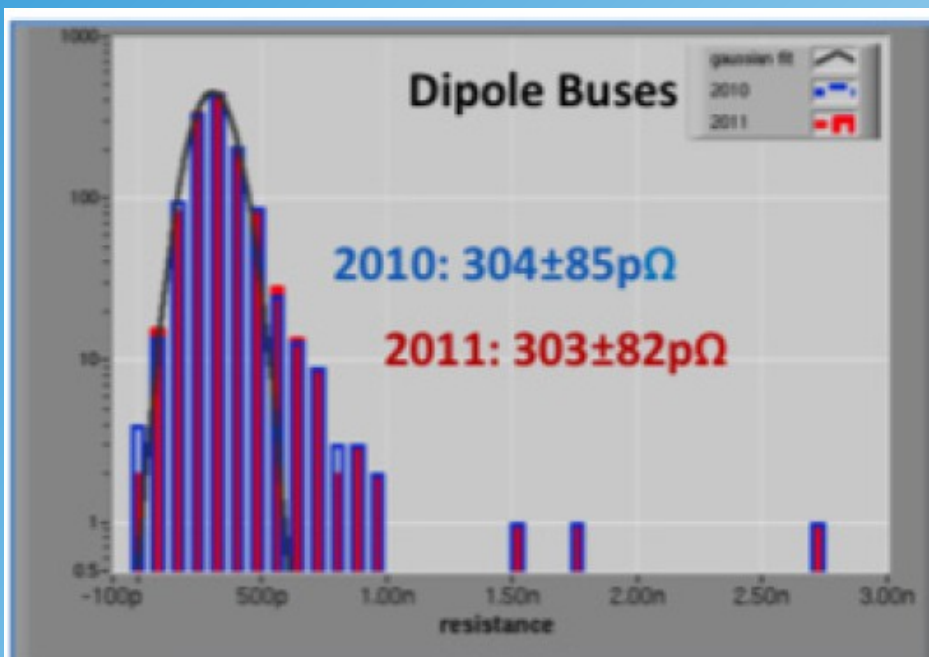 1000
gaussian fit
Dipole Buses
2010
2011
100
2010: 304±85pΩ
2011: 303±82pΩ
10
1
0.5
-100p 500p 1.00n 1.50n 2.00n 2.50n 3.00n
resistance